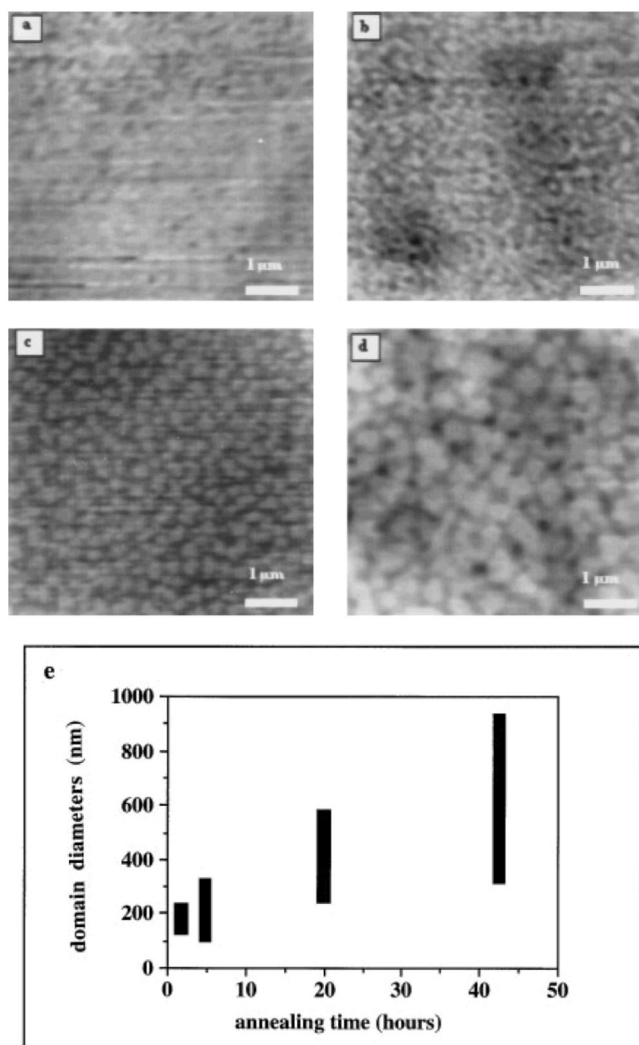 a
b
1 µm
1 µm
c
d
1 µm
1 µm
e
1000
800
600
400
200
0
domain diameters (nm)
0 10 20 30 40 50
annealing time (hours)